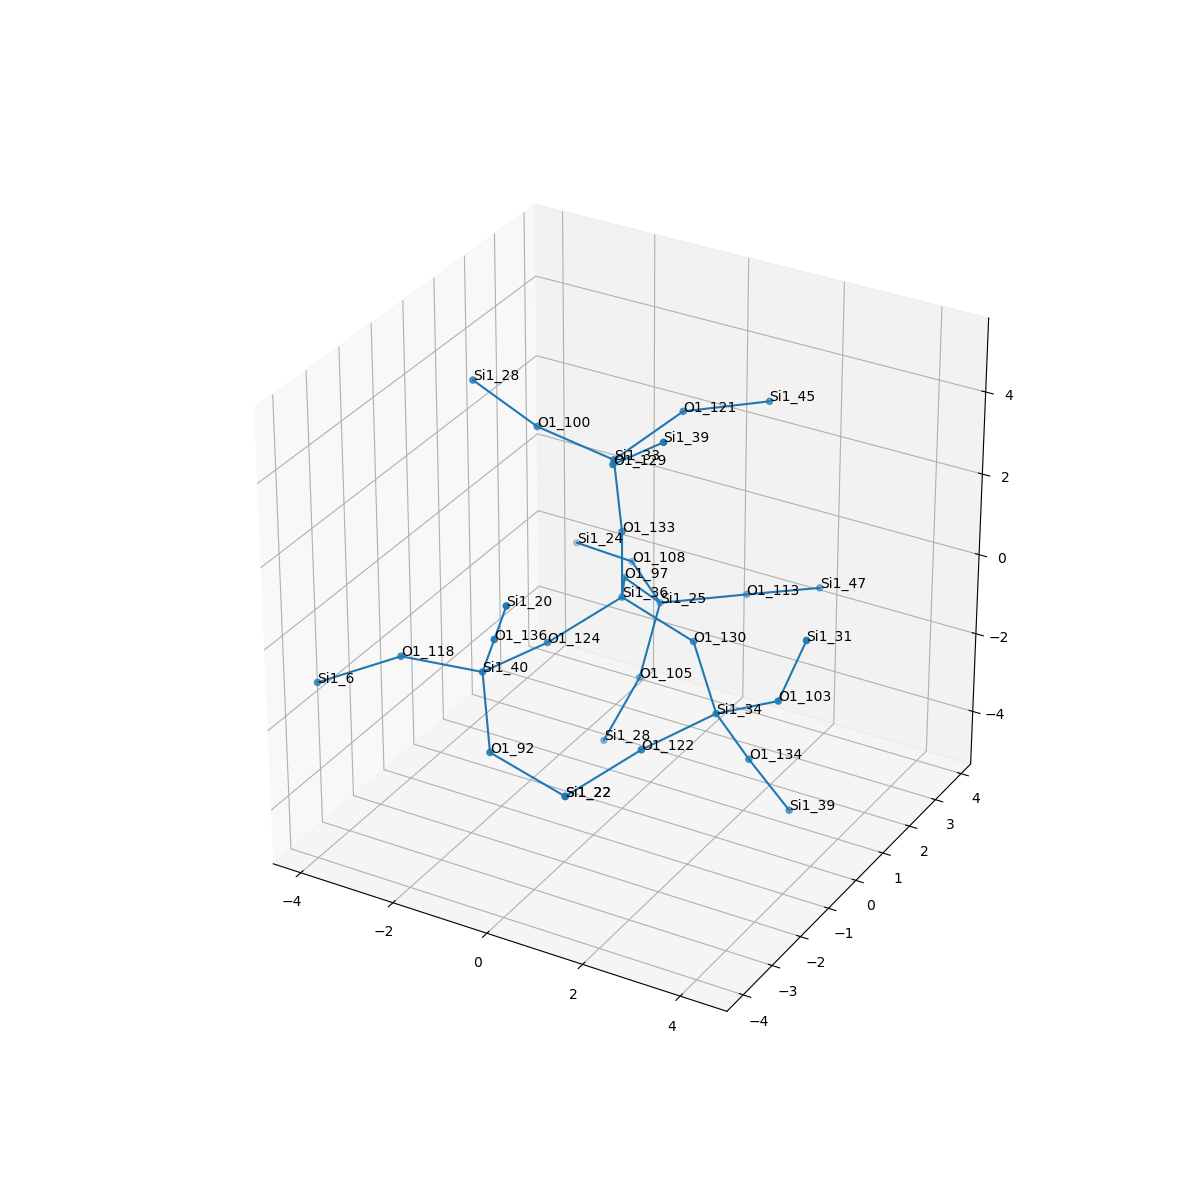 Si1_28
Si1_45
4
O1_121
O1_100
Si1_39
Si1_33
O1_129
2
O1_133
Si1_24
O1_108
0
O1_97
Si1_47
O1_113
Si1_36
Si1_25
Si1_20
O1_136
O1_124
O1_130
Si1_31
−2
O1_118
Si1_40
O1_105
Si1_6
O1_103
Si1_34
−4
Si1_28
O1_122
O1_92
O1_134
Si1_22
Si1_39
4
3
2
1
0
−1
−2
−3
−4
−4
−2
0
2
4